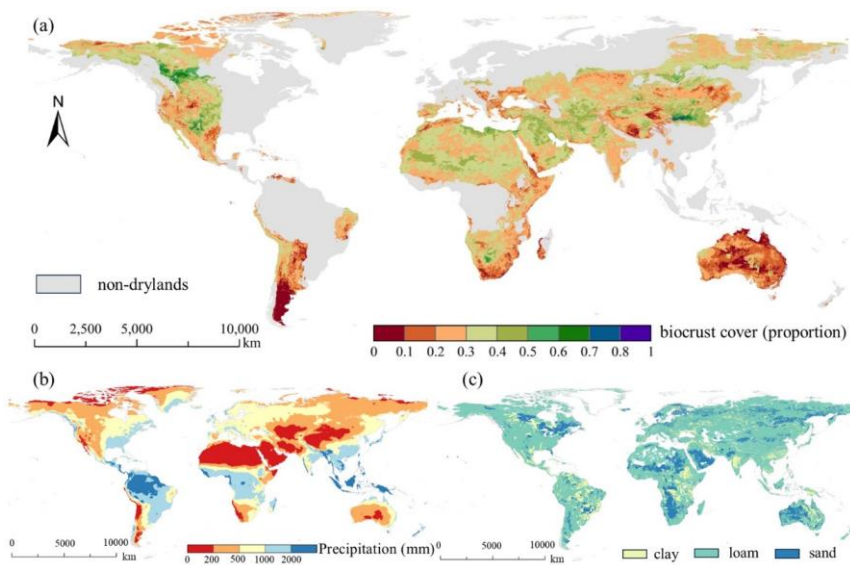 (a)
N
non-drylands
0 2,500 5,000 10,000
km
biocrust cover (proportion)
0 0.1 0.2 0.3 0.4 0.5 0.6 0.7 0.8 1
(b)
0 5000 10000
km
Precipitation (mm)
0 200 500 1000 2000
(c)
0 5000 10000
km
clay loam sand